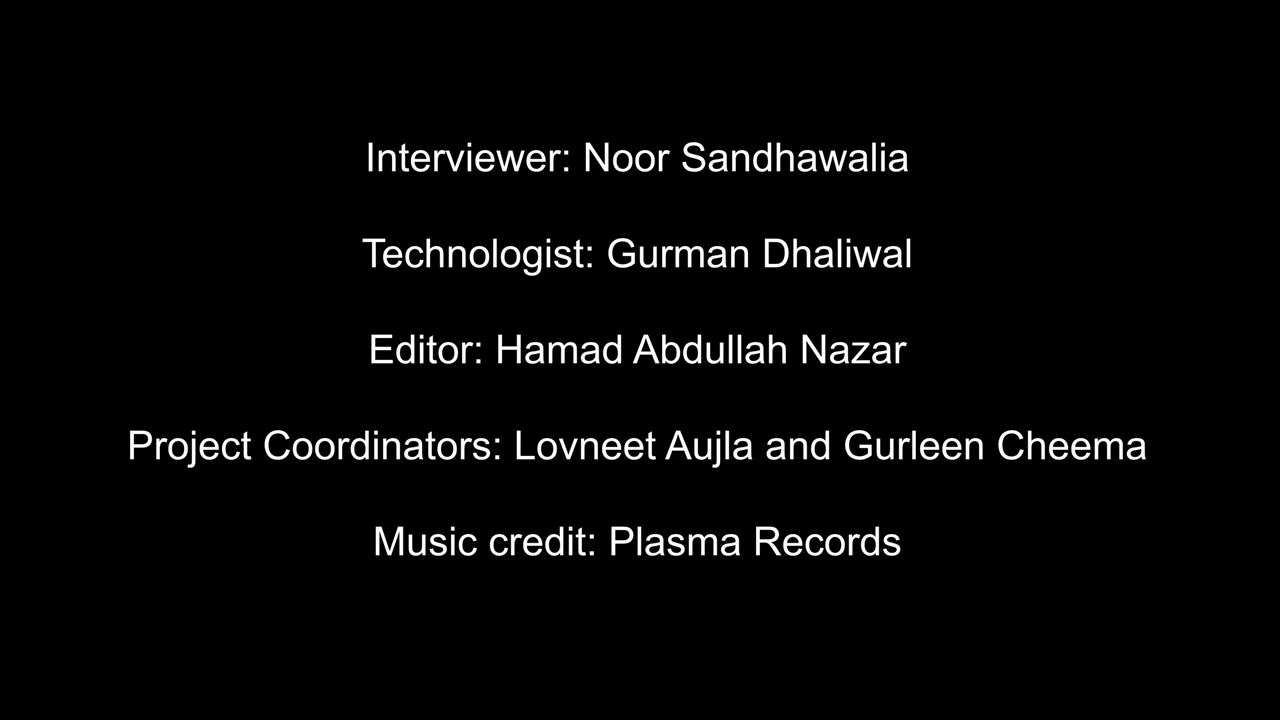 Interviewer: Noor Sandhawalia
Technologist: Gurman Dhaliwal
Editor: Hamad Abdullah Nazar
Project Coordinators: Lovneet Aujla and Gurleen Cheema
Music credit: Plasma Records